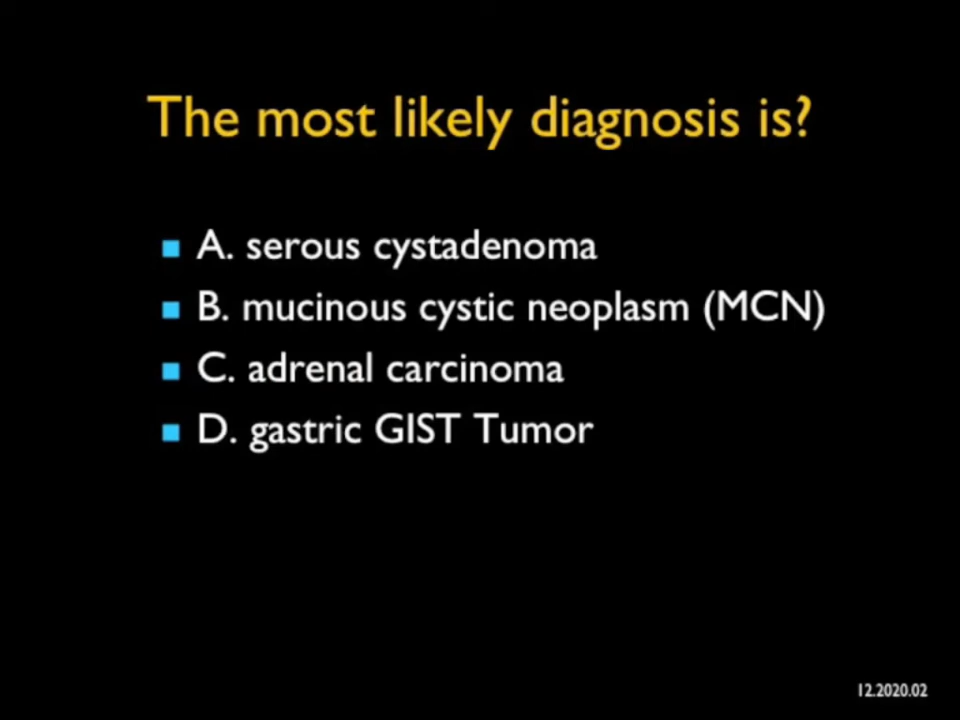 The most likely diagnosis is?
A. serous cystadenoma
B. mucinous cystic neoplasm (MCN)
C. adrenal carcinoma
D. gastric GIST Tumor
12.2020.02